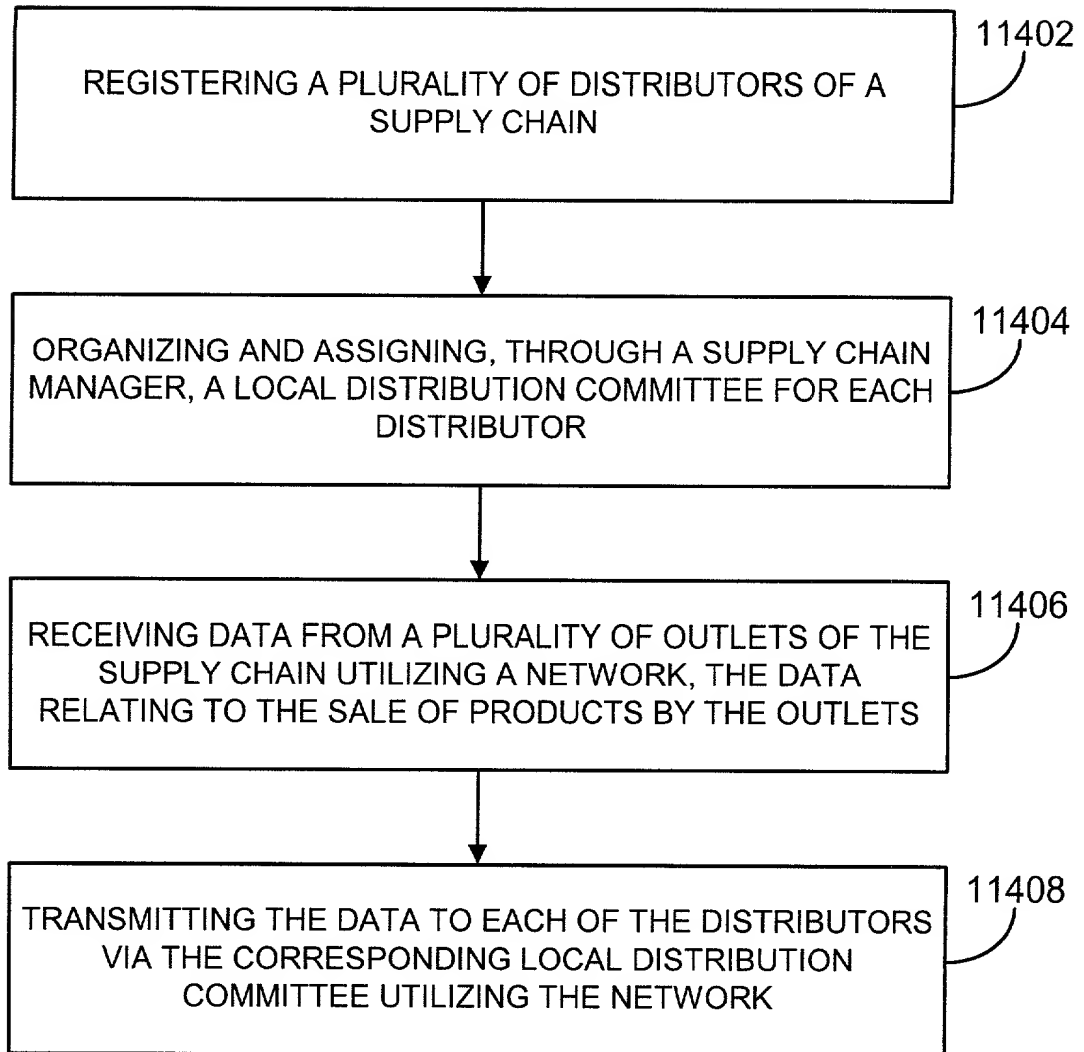 11402
REGISTERING A PLURALITY OF DISTRIBUTORS OF A
SUPPLY CHAIN
11404
ORGANIZING AND ASSIGNING, THROUGH A SUPPLY CHAIN
MANAGER, A LOCAL DISTRIBUTION COMMITTEE FOR EACH
DISTRIBUTOR
11406
RECEIVING DATA FROM A PLURALITY OF OUTLETS OF THE
SUPPLY CHAIN UTILIZING A NETWORK, THE DATA
RELATING TO THE SALE OF PRODUCTS BY THE OUTLETS
11408
TRANSMITTING THE DATA TO EACH OF THE DISTRIBUTORS
VIA THE CORRESPONDING LOCAL DISTRIBUTION
COMMITTEE UTILIZING THE NETWORK